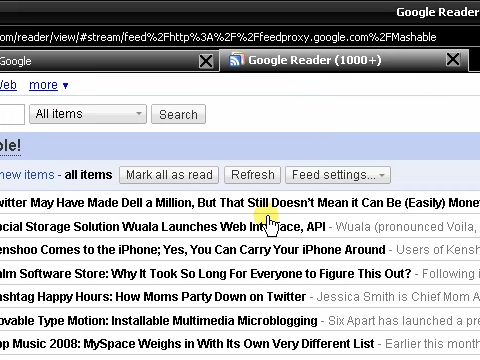 Google Reader
com/reader/view/#stream/feed%2Fhttp%3A%2F%2Ffeedproxy.google.com%2FMashable
Google Google Reader (1000+)
Web more ▼
All items Search
ble!
new items - all items Mark all as read Refresh Feed settings...
witter May Have Made Dell a Million, But That Still Doesn't Mean it Can Be (Easily) Mone
ocial Storage Solution Wuala Launches Web Interface, API - Wuala (pronounced Voila,
enshoo Comes to the iPhone; Yes, You Can Carry Your iPhone Around - Users of Kensh
alm Software Store: Why It Took So Long For Everyone to Figure This Out? - Following i
ashtag Happy Hours: How Moms Party Down on Twitter - Jessica Smith is Chief Mom A
ovable Type Motion: Installable Multimedia Microblogging - Six Apart has launched a pre
op Music 2008: MySpace Weighs in With Its Own Very Different List - Earlier this month